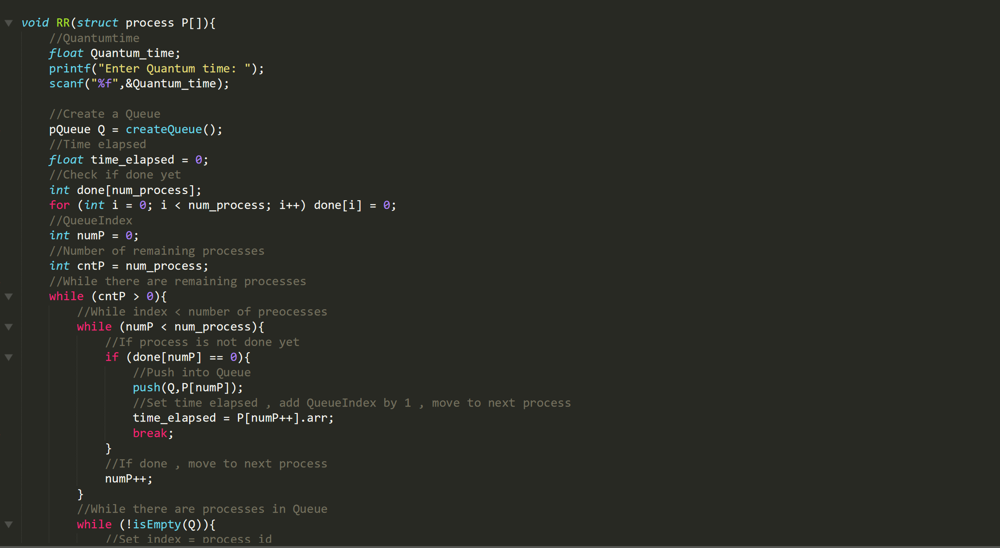 void RR(struct process P[]){
//Quantumtime
float Quantum_time;
printf("Enter Quantum time: ");
scanf("%f",&Quantum_time);
//Create a Queue
pQueue Q = createQueue();
//Time elapsed
float time_elapsed = 0;
//Check if done yet
int done[num_process];
for (int i = 0; i < num_process; i++) done[i] = 0;
//QueueIndex
int numP = 0;
//Number of remaining processes
int cntP = num_process;
//While there are remaining processes
while (cntP > 0){
//While index < number of preocesses
while (numP < num_process){
//If process is not done yet
if (done[numP] == 0){
//Push into Queue
push(Q,P[numP]);
//Set time elapsed , add QueueIndex by 1 , move to next process
time_elapsed = P[numP++].arr;
break;
}
//If done , move to next process
numP++;
}
//While there are processes in Queue
while (!isEmpty(Q)){
//Set index = process id